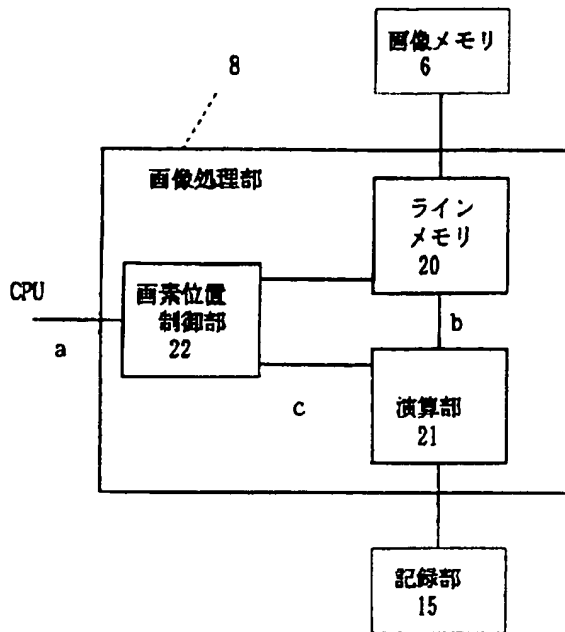 画像メモリ
6
8
画像処理部
ライン
メモリ
20
CPU
画素位置
制御部
22
a
b
c
演算部
21
記録部
15